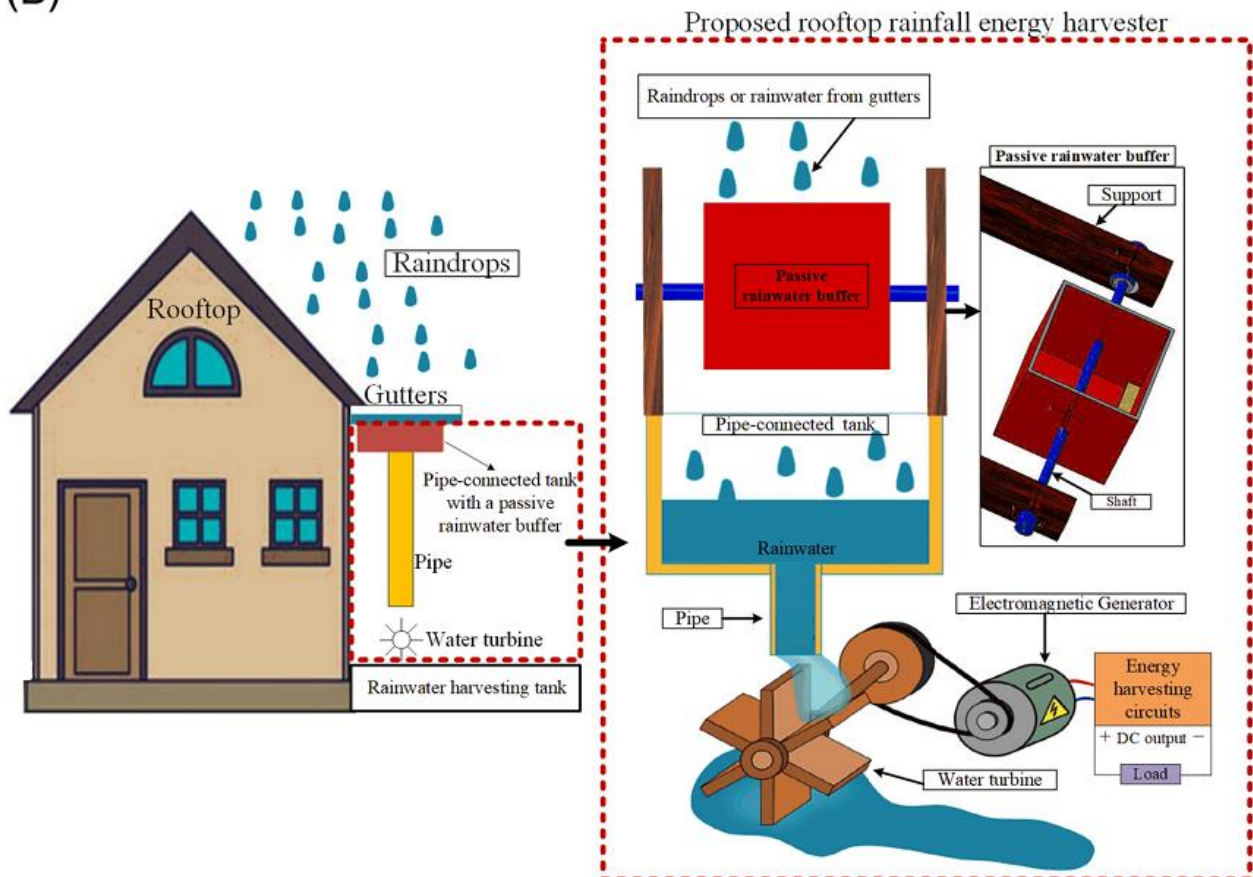 (B)
Proposed rooftop rainfall energy harvester
Raindrops or rainwater from gutters
Passive rainwater buffer
Support
Shaft
Passive
rainwater buffer
Raindrops
Rooftop
Gutters
Pipe-connected tank
with a passive
rainwater buffer
Pipe
Water turbine
Rainwater harvesting tank
Pipe-connected tank
Rainwater
Pipe
Electromagnetic Generator
Energy
harvesting
circuits
+ DC output −
Load
Water turbine